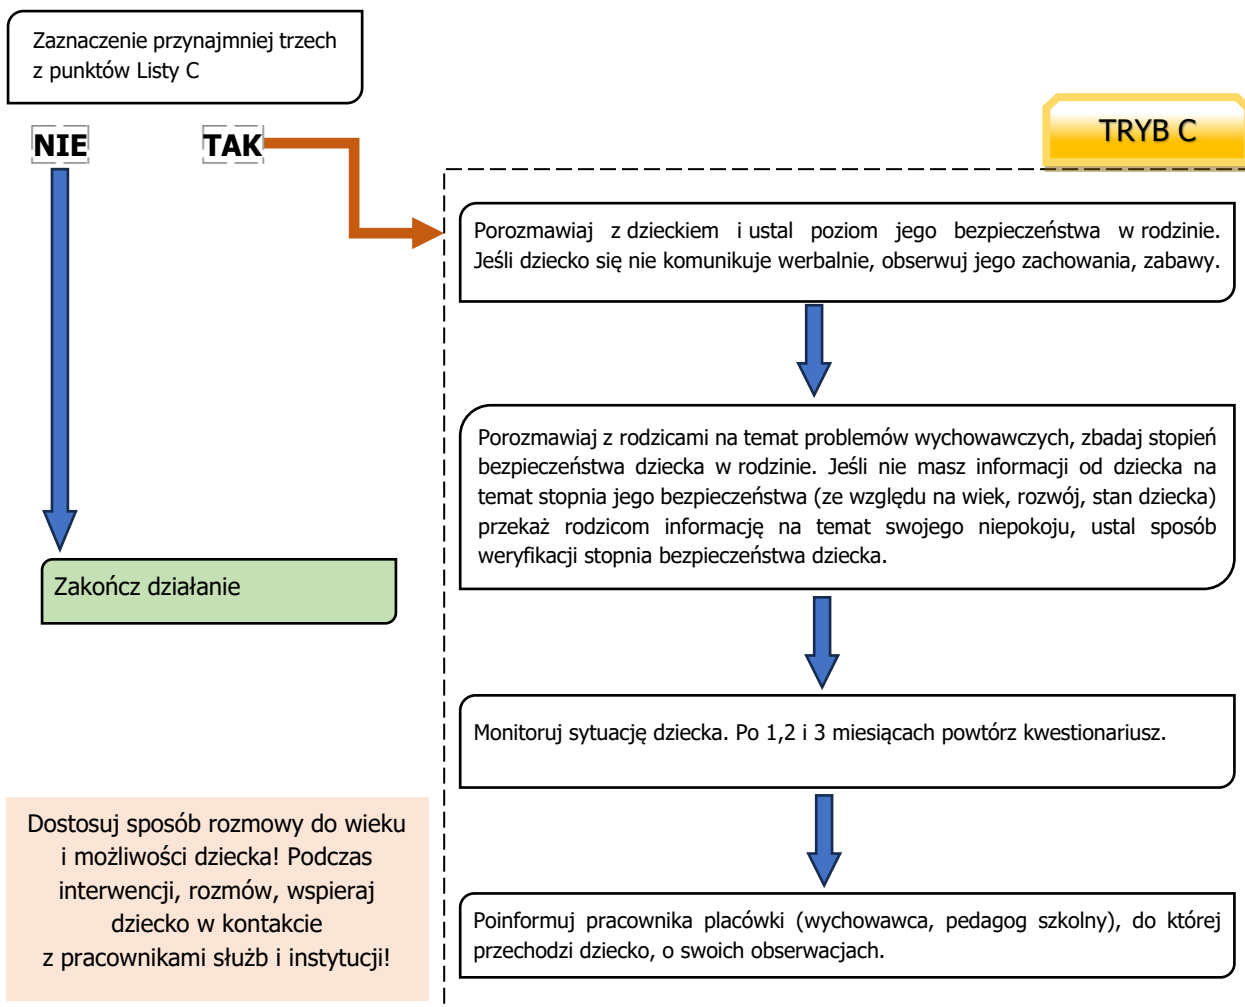 Zaznaczenie przynajmniej trzech
z punktów Listy C
NIE
TAK
TRYB C
Porozmawiaj z dzieckiem i ustal poziom jego bezpieczeństwa w rodzinie.
Jeśli dziecko się nie komunikuje werbalnie, obserwuj jego zachowania, zabawy.
Porozmawiaj z rodzicami na temat problemów wychowawczych, zbadaj stopień
bezpieczeństwa dziecka w rodzinie. Jeśli nie masz informacji od dziecka na
temat stopnia jego bezpieczeństwa (ze względu na wiek, rozwój, stan dziecka)
przekaż rodzicom informację na temat swojego niepokoju, ustal sposób
weryfikacji stopnia bezpieczeństwa dziecka.
Zakończ działanie
Monitoruj sytuację dziecka. Po 1,2 i 3 miesiącach powtórz kwestionariusz.
Dostosuj sposób rozmowy do wieku
i możliwości dziecka! Podczas
interwencji, rozmów, wspieraj
dziecko w kontakcie
z pracownikami służb i instytucji!
Poinformuj pracownika placówki (wychowawca, pedagog szkolny), do której
przechodzi dziecko, o swoich obserwacjach.